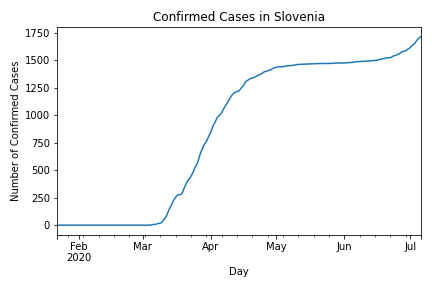 Confirmed Cases in Slovenia
Number of Confirmed Cases
1750
1500
1250
1000
750
500
250
0
Feb Mar Apr May Jun Jul
2020
Day